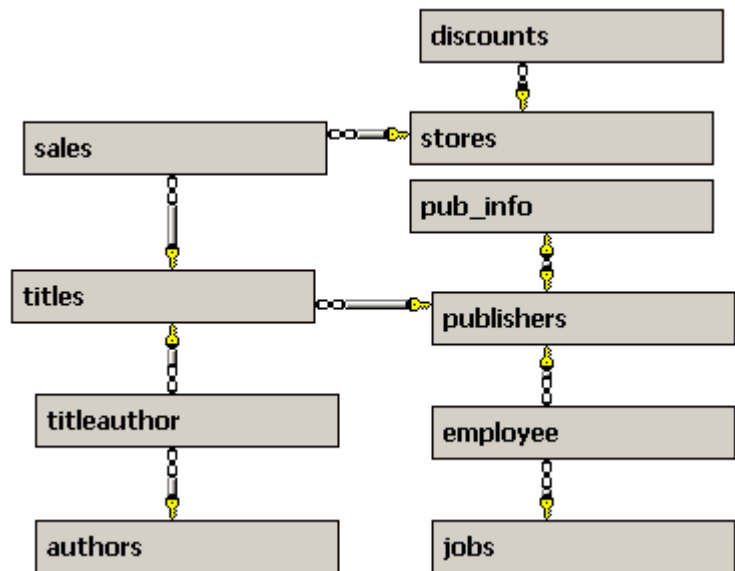 discounts
sales
stores
pub_info
titles
publishers
titleauthor
employee
authors
jobs